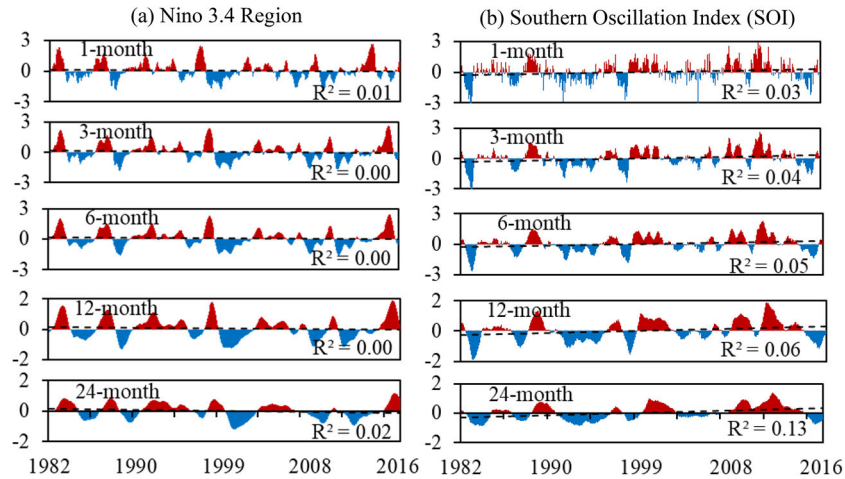 (a) Nino 3.4 Region
3
1-month
-3
R² = 0.01
3
3-month
-3
R² = 0.00
3
6-month
-3
R² = 0.00
2
12-month
0
-2
R² = 0.00
2
24-month
0
-2
R² = 0.02
1982 1990 1999 2008 2016
(b) Southern Oscillation Index (SOI)
3
1-month
0
-3
R² = 0.03
3
3-month
0
-3
R² = 0.04
3
6-month
0
-3
R² = 0.05
2
12-month
0
-2
R² = 0.06
2
24-month
0
-2
R² = 0.13
1982 1990 1999 2008 2016